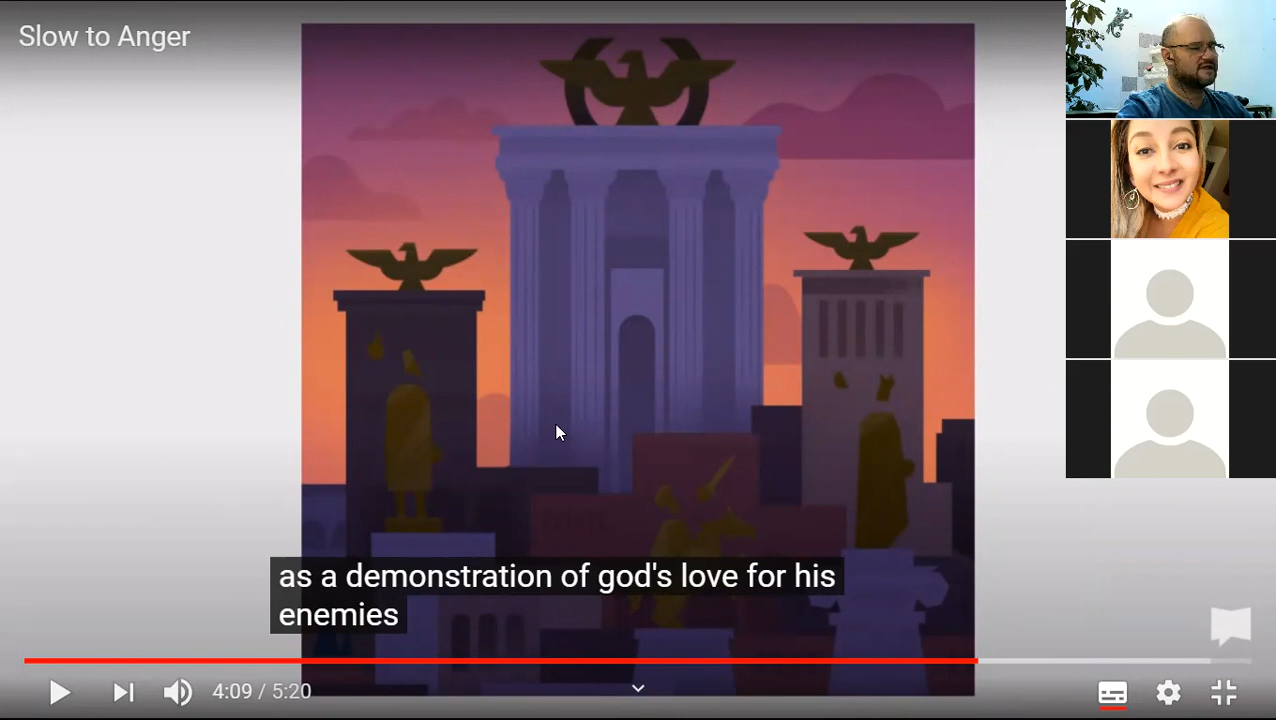 Slow to Anger
as a demonstration of god's love for his
enemies
4:09 / 5:20